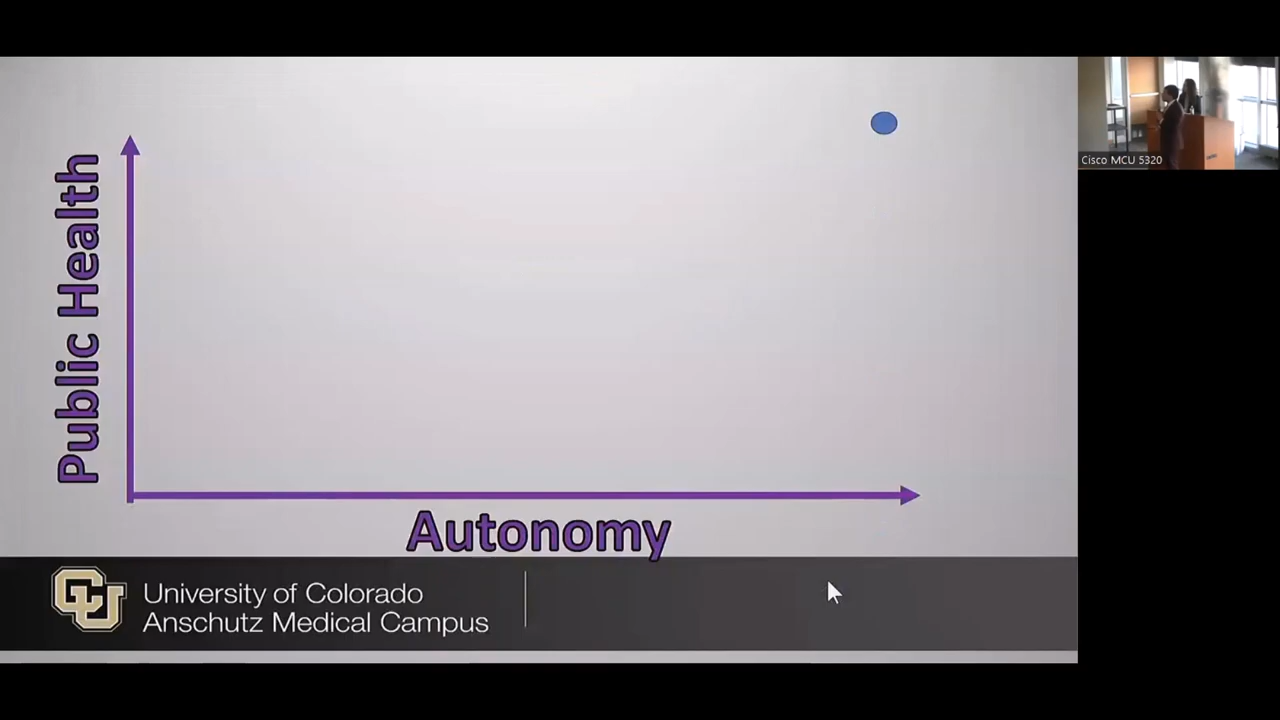 Public Health
Autonomy
University of Colorado
Anschutz Medical Campus
Cisco MCU 5320